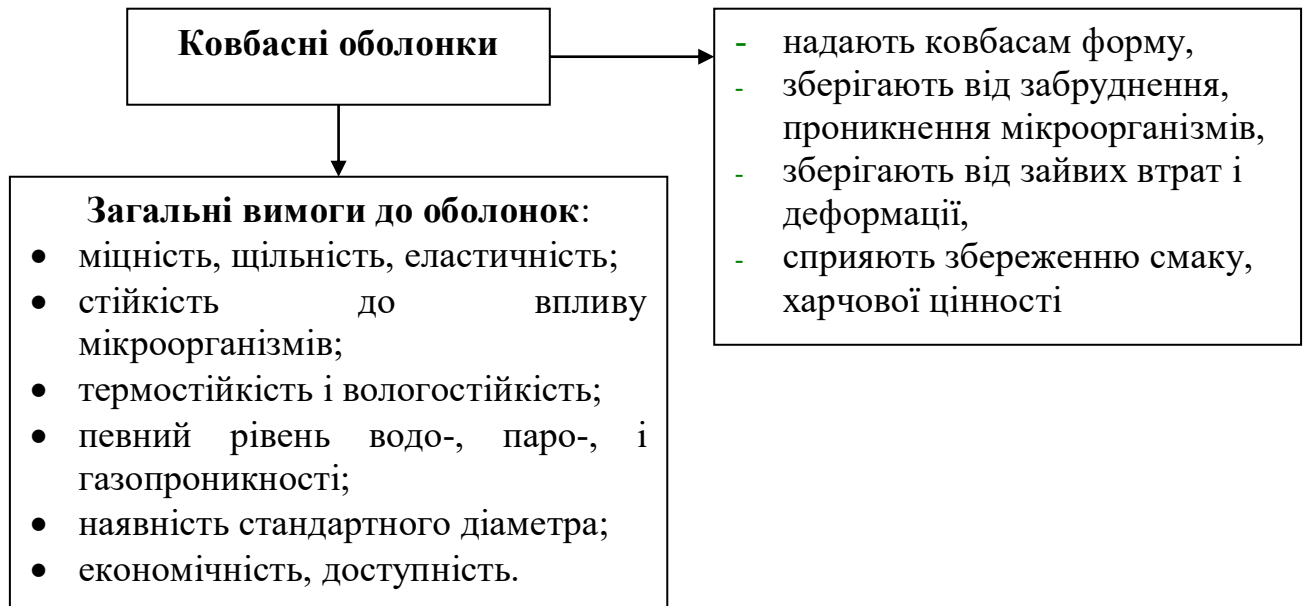 Ковбасні оболонки
- надають ковбасам форму,
- зберігають від забруднення,
проникнення мікроорганізмів,
- зберігають від зайвих втрат і
деформації,
- сприяють збереженню смаку,
харчової цінності
Загальні вимоги до оболонок:
• міцність, щільність, еластичність;
• стійкість до впливу
мікроорганізмів;
• термостійкість і вологостійкість;
• певний рівень водо-, паро-, і
газопроникності;
• наявність стандартного діаметра;
• економічність, доступність.